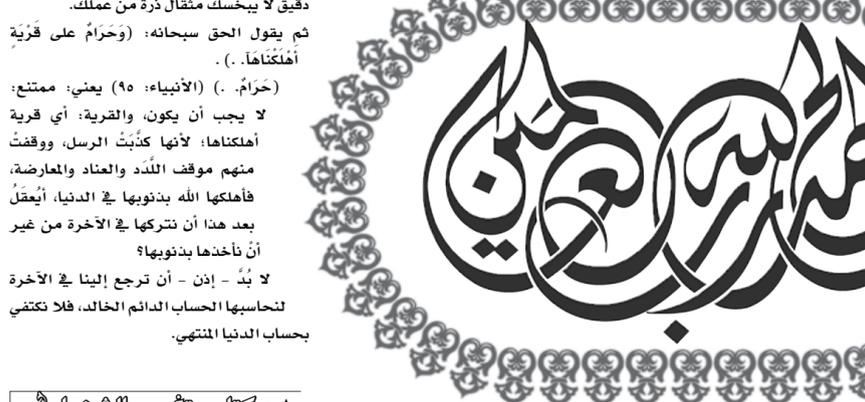 دقيق لا يبخسك مثقال ذرة من عملك.
ثم يقول الحق سبحانه: (وَحَرَامٌ على قَرْيَةٍ
أَهْلَكْنَاهَآ. .) .
(حَرَامٌ. .) (الأنبياء: ٩٥) يعني: ممتنع:
لا يجب أن يكون، والقرية: أي قرية
أهلكناها؛ لأنها كذَّبَتْ الرسل، ووقفتْ
منهم موقف اللَّدَد والعناد والمعارضة،
فأهلكها الله بذنوبها في الدنيا، أيُعقَلُ
بعد هذا أن نتركها في الآخرة من غير
أنْ نأخذها بذنوبها؟
لا بُدَّ - إذن - أن ترجع إلينا في الآخرة
لنحاسبها الحساب الدائم الخالد، فلا نكتفي
بحساب الدنيا المنتهي.
الحمد لله رب العلمين